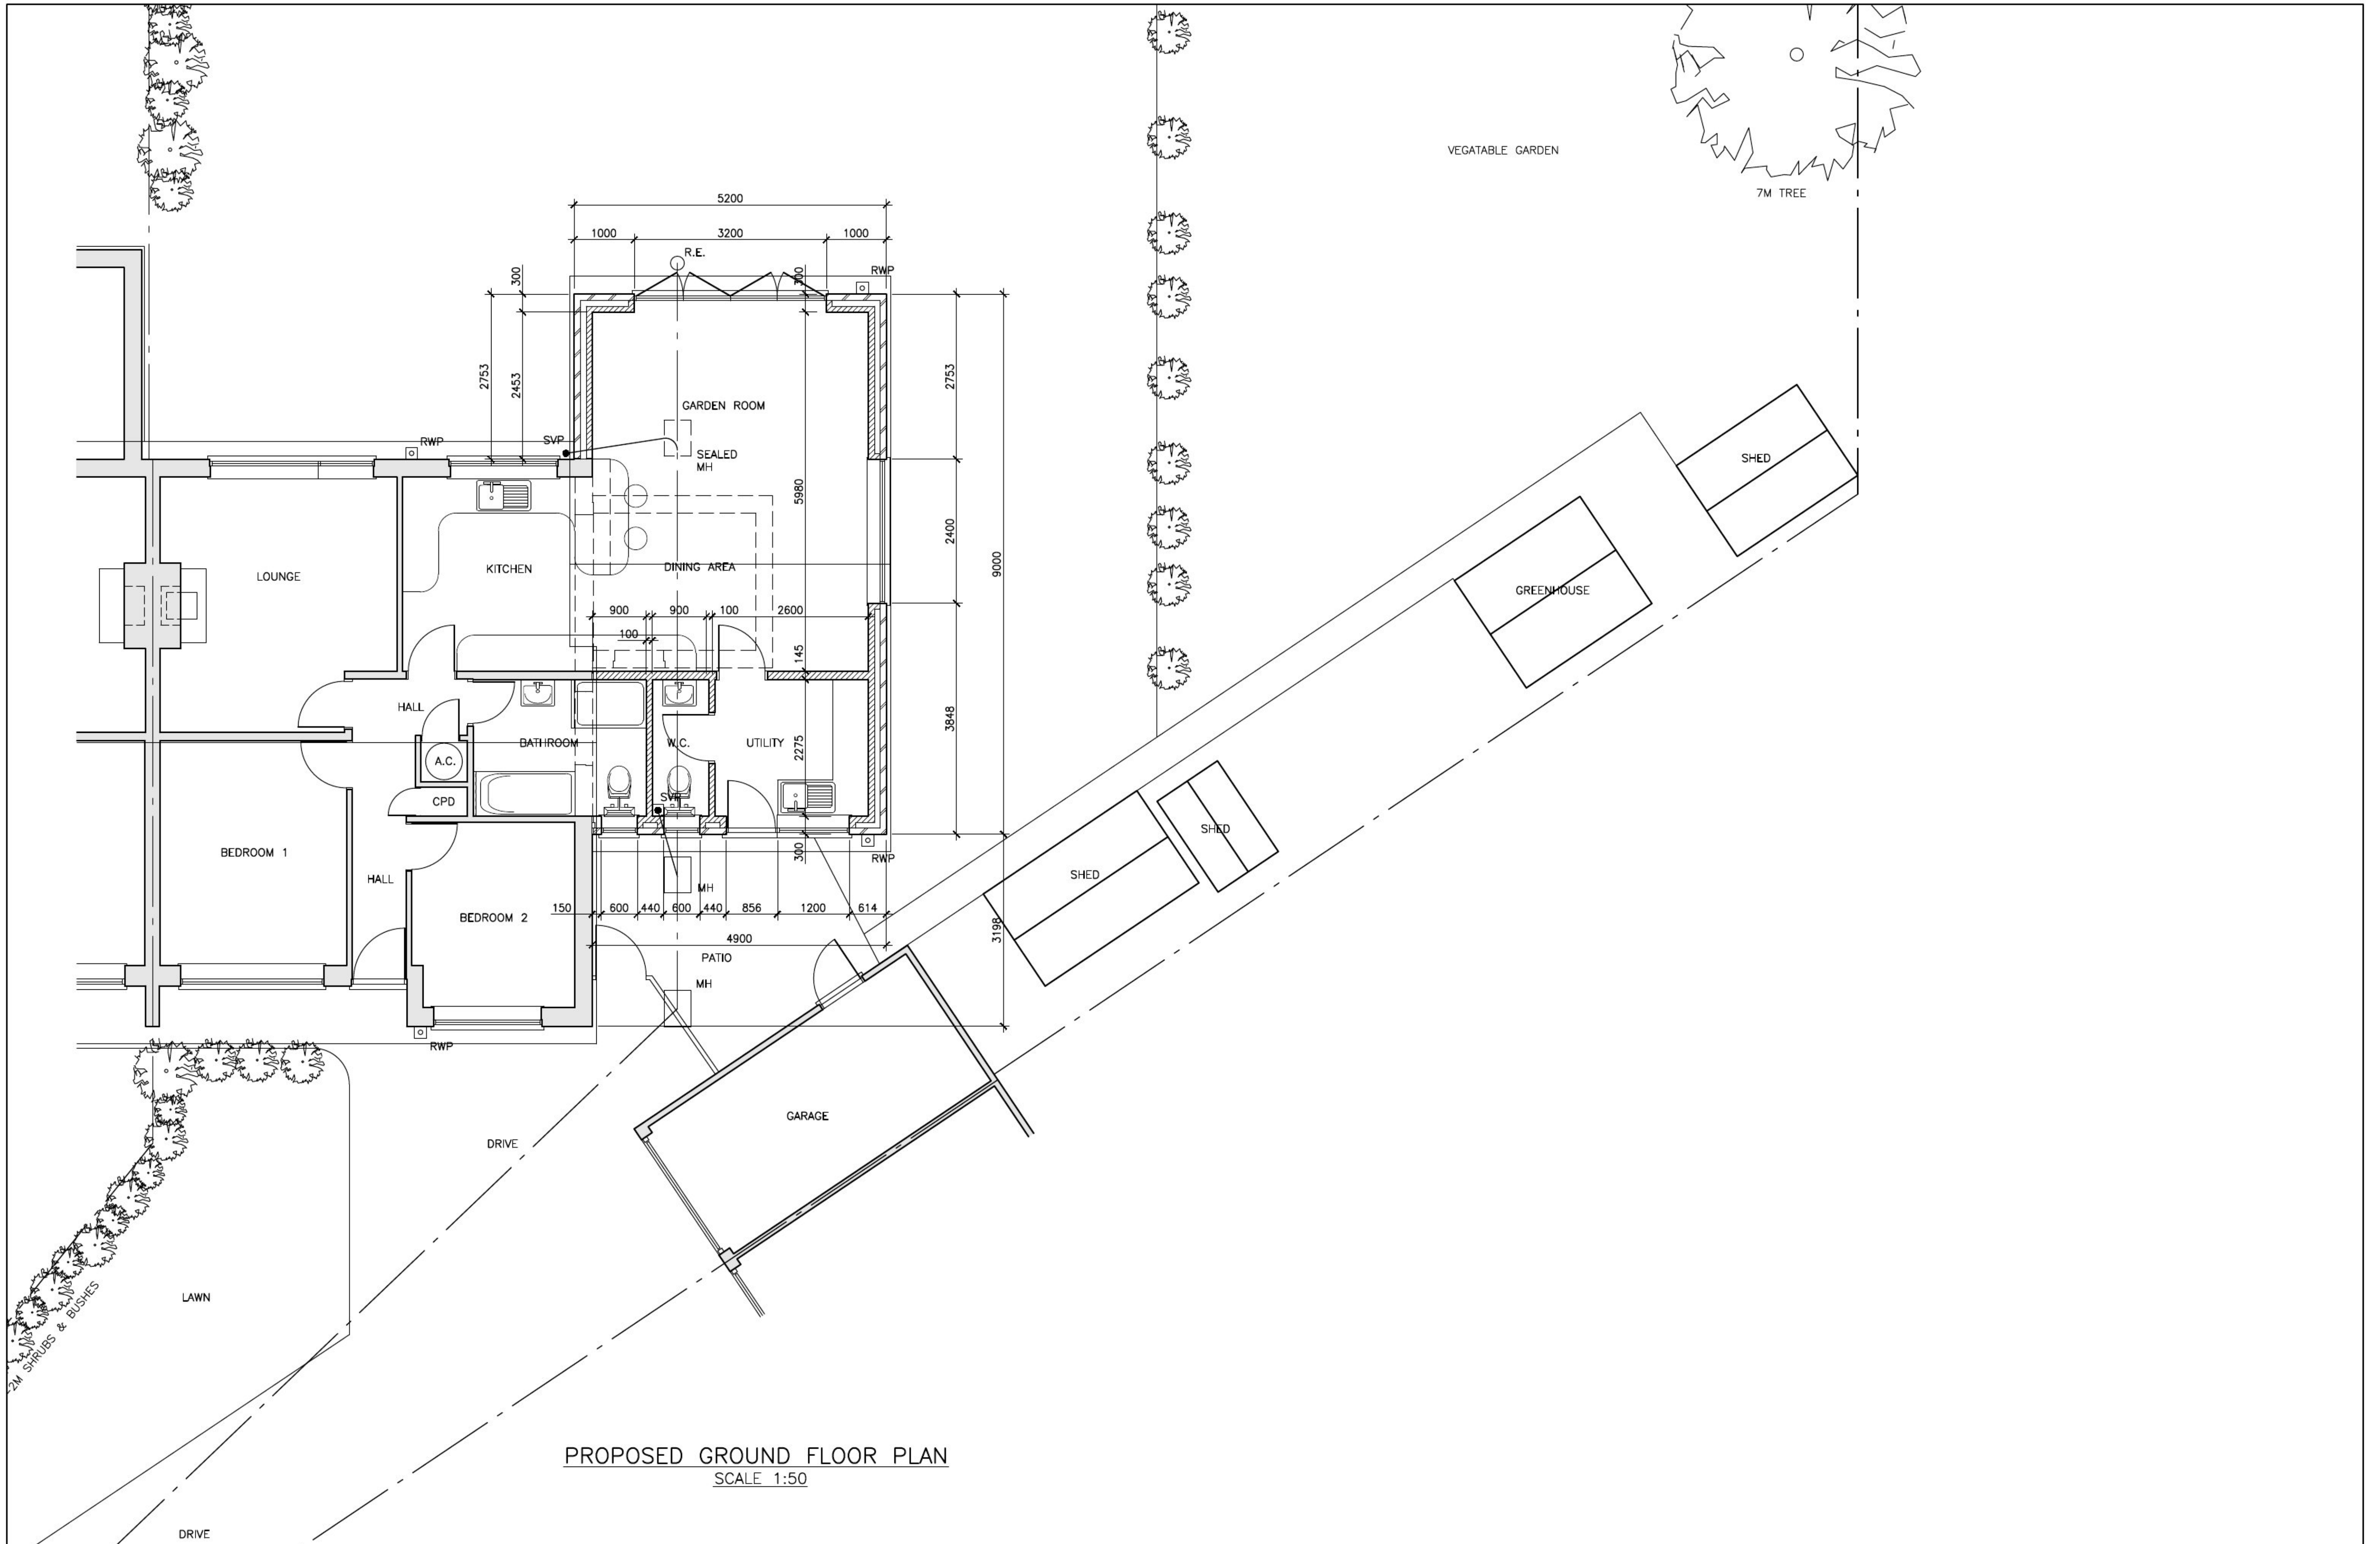 VEGATABLE GARDEN
7M TREE
5200
1000
3200
1000
R.E.
RWP
300
300
2753
2453
2753
GARDEN ROOM
RWP
SVP
SEALED
MH
SHED
5980
2400
9000
LOUNGE
KITCHEN
DINING AREA
GREENHOUSE
900
900
100
2600
100
145
HALL
BATHROOM
W.C.
UTILITY
2275
3848
A.C.
CPD
SVP
SHED
BEDROOM 1
300
RWP
SHED
HALL
MH
BEDROOM 2
150
600
440
600
440
856
1200
614
3198
4900
PATIO
MH
RWP
GARAGE
DRIVE
LAWN
2M SHRUBS & BUSHES
PROPOSED GROUND FLOOR PLAN
SCALE 1:50
DRIVE